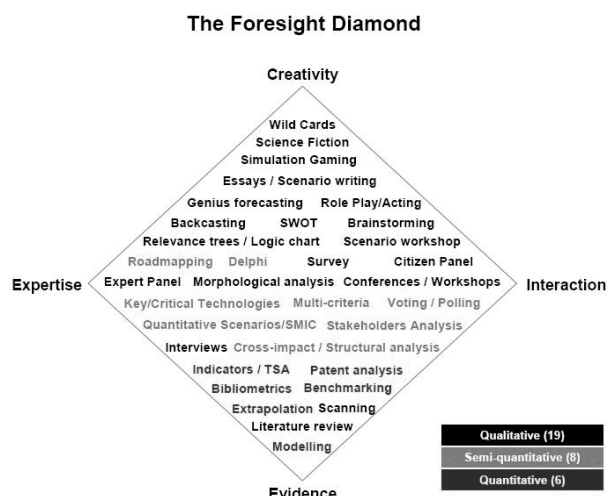 The Foresight Diamond
Creativity
Wild Cards
Science Fiction
Simulation Gaming
Essays / Scenario writing
Genius forecasting Role Play/Acting
Backcasting SWOT Brainstorming
Relevance trees / Logic chart Scenario workshop
Roadmapping Delphi Survey Citizen Panel
Expertise Expert Panel Morphological analysis Conferences / Workshops Interaction
Key/Critical Technologies Multi-criteria Voting / Polling
Quantitative Scenarios/SMIC Stakeholders Analysis
Interviews Cross-impact / Structural analysis
Indicators / TSA Patent analysis
Bibliometrics Benchmarking
Extrapolation Scanning
Literature review
Modelling
Evidence
Qualitative (19)
Semi-quantitative (8)
Quantitative (6)